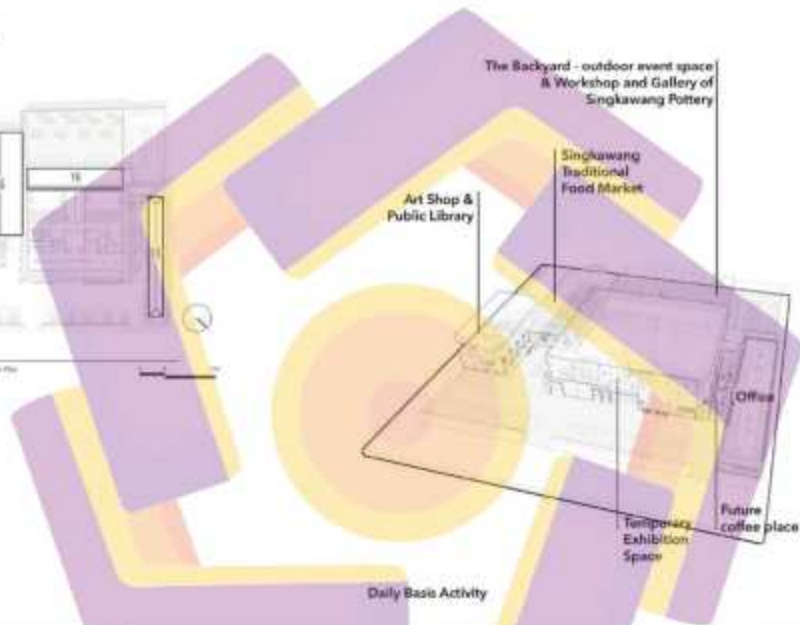 The Backyard - outdoor event space
& Workshop and Gallery of
Singkawang Pottery
Singkawang
Traditional
Food Market
Art Shop &
Public Library
16
Office
Temporary
Exhibition
Space
Future
coffee place
Daily Basis Activity